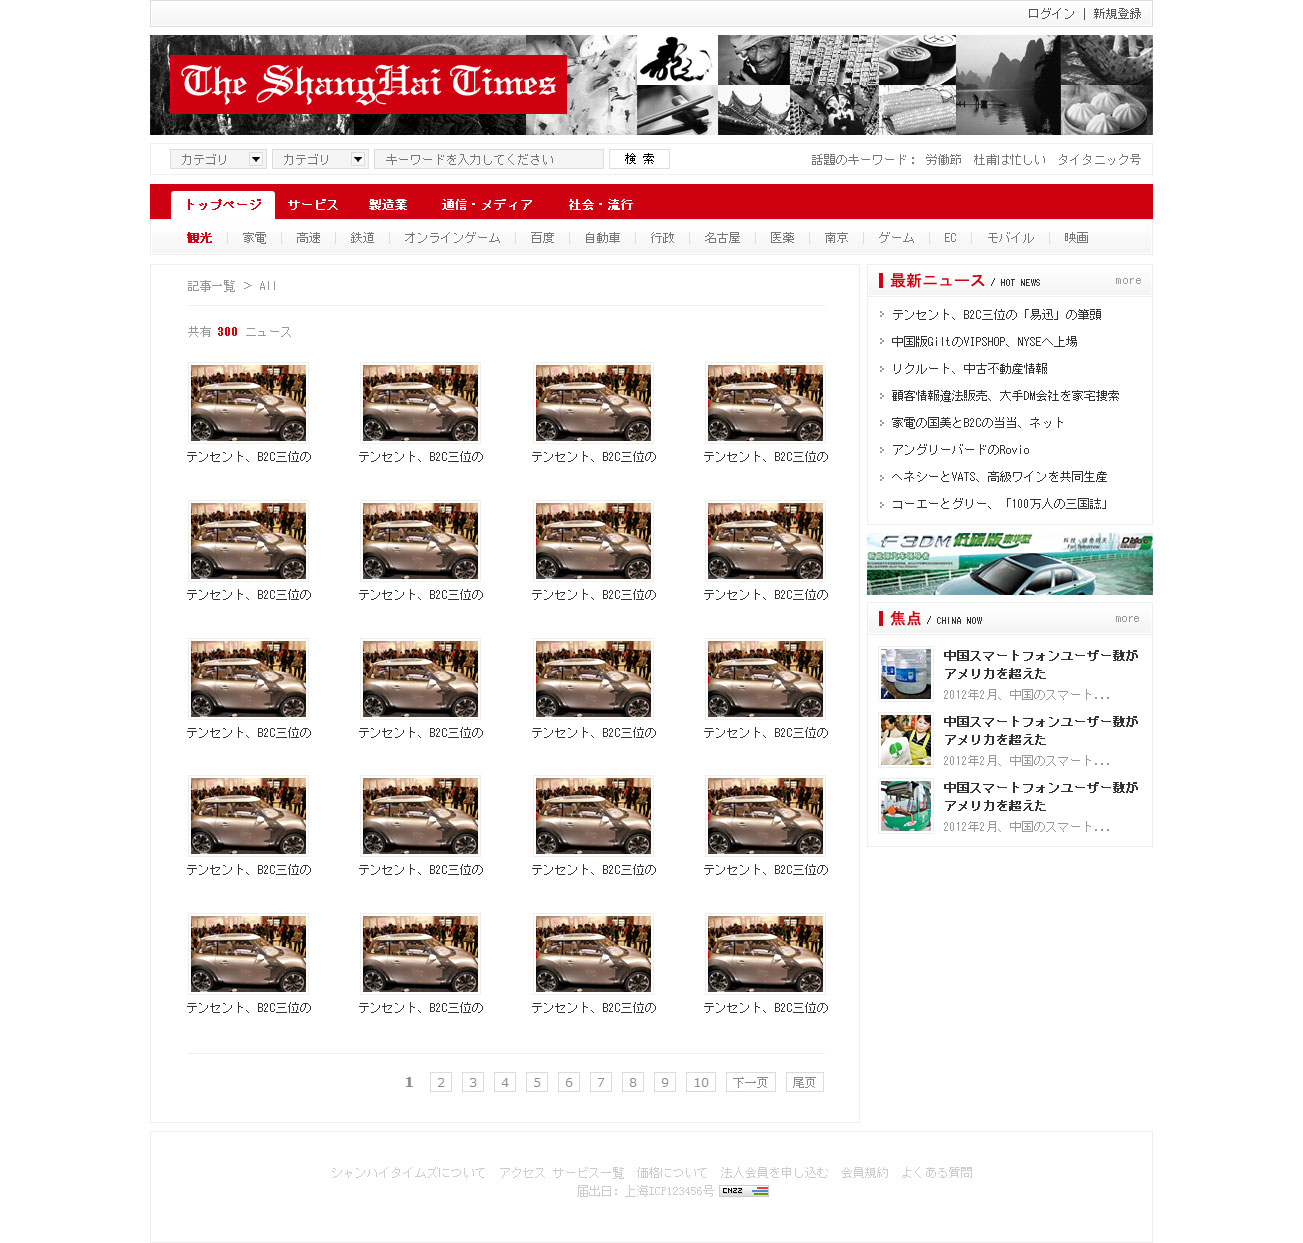 ログイン | 新規登録
The ShangHai Times
カテゴリ カテゴリ キーワードを入力してください 検 索 話題のキーワード： 労働節 杜甫は忙しい タイタニック号
トップページ サービス 製造業 通信・メディア 社会・流行
観光 家電 高速 鉄道 オンラインゲーム 百度 自動車 行政 名古屋 医薬 南京 ゲーム EC モバイル 映画
記事一覧 > All
共有 300 ニュース
テンセント、B2C三位の テンセント、B2C三位の テンセント、B2C三位の テンセント、B2C三位の
テンセント、B2C三位の テンセント、B2C三位の テンセント、B2C三位の テンセント、B2C三位の
テンセント、B2C三位の テンセント、B2C三位の テンセント、B2C三位の テンセント、B2C三位の
テンセント、B2C三位の テンセント、B2C三位の テンセント、B2C三位の テンセント、B2C三位の
テンセント、B2C三位の テンセント、B2C三位の テンセント、B2C三位の テンセント、B2C三位の
1 2 3 4 5 6 7 8 9 10 下一页 尾页
最新ニュース / HOT NEWS more
テンセント、B2C三位の「易迅」の筆頭
中国版GiltのVIPSHOP、NYSEへ上場
リクルート、中古不動産情報
顧客情報違法販売、大手DM会社を家宅捜索
家電の国美とB2Cの当当、ネット
アングリーバードのRovio
ヘネシーとVATS、高級ワインを共同生産
コーエーとグリー、「100万人の三国誌」
F3DM 低碳版 豪华型
焦点 / CHINA NOW more
中国スマートフォンユーザー数が
アメリカを超えた
2012年2月、中国のスマート...
中国スマートフォンユーザー数が
アメリカを超えた
2012年2月、中国のスマート...
中国スマートフォンユーザー数が
アメリカを超えた
2012年2月、中国のスマート...
シャンハイタイムズについて アクセス サービス一覧 価格について 法人会員を申し込む 会員規約 よくある質問
届出日: 上海ICP123456号 CNZZ